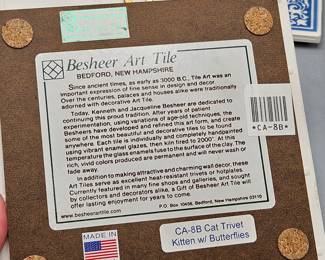 Besheer Art Tile
BEDFORD, NEW HAMPSHIRE
Since ancient times, as early as 3000 B.C., Tile Art was an
important expression of fine sense in design and decor.
Over the centuries, palaces and houses alike were traditionally
adorned with decorative Art Tile.
Today, Kenneth and Jacqueline Besheer are dedicated to
continuing this proud tradition. After years of patient
experimentation, using variations of age-old techniques, the
Besheers have developed and refined this art form, and create
some of the most beautiful and decorative tiles to be found
anywhere. Each tile is individually and completely handpainted
using vibrant enamel glazes, then kiln fired to 2000°. At this
temperature the glass enamels fuse to the surface of the clay. The
rich, vivid colors produced are permanent and will never wear or
fade away.
In addition to making attractive and charming wall decor, these
Art Tiles serve as excellent heat-resistant trivets or hotplates.
Currently featured in many fine shops and galleries, and sought
by collectors and decorators alike, a Gift of Besheer Art Tile will
offer lasting enjoyment for years to come.
www.besheerarttile.com
P.O. Box 10456, Bedford, New Hampshire 03110
*CA-8B*
MADE IN
CA-8B Cat Trivet
Kitten w/ Butterflies